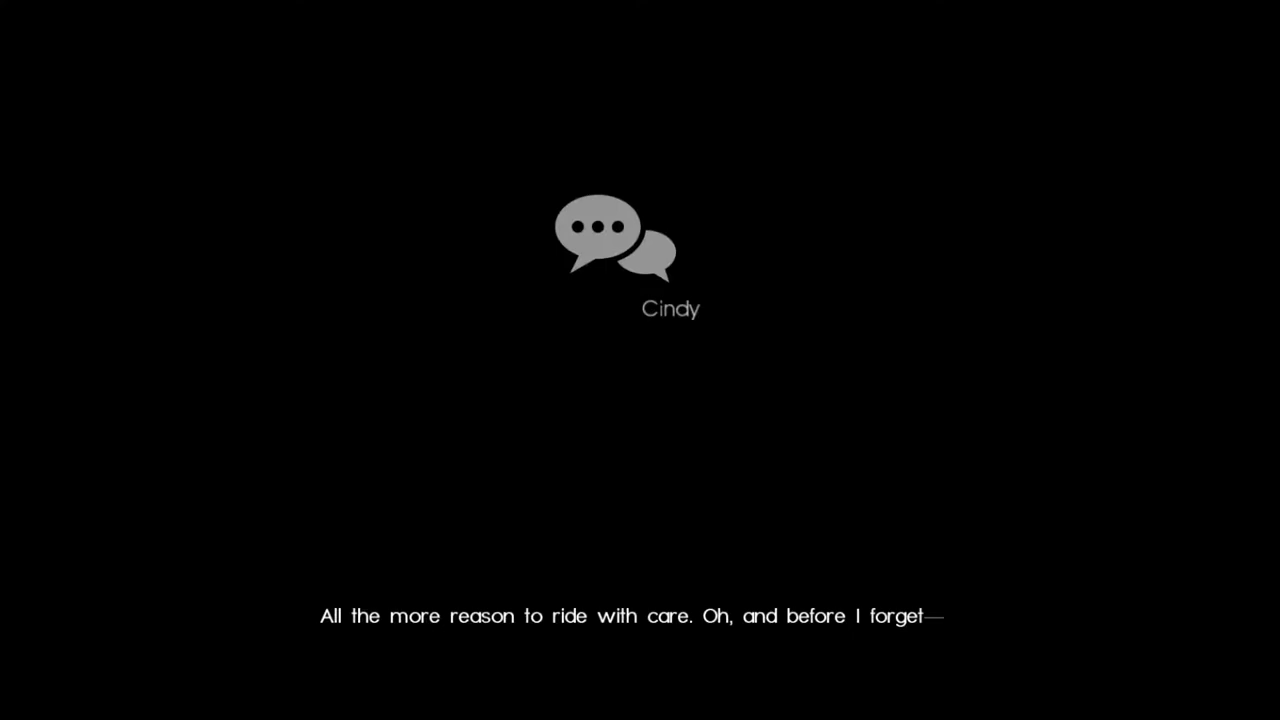 Cindy
All the more reason to ride with care. Oh, and before I forget—